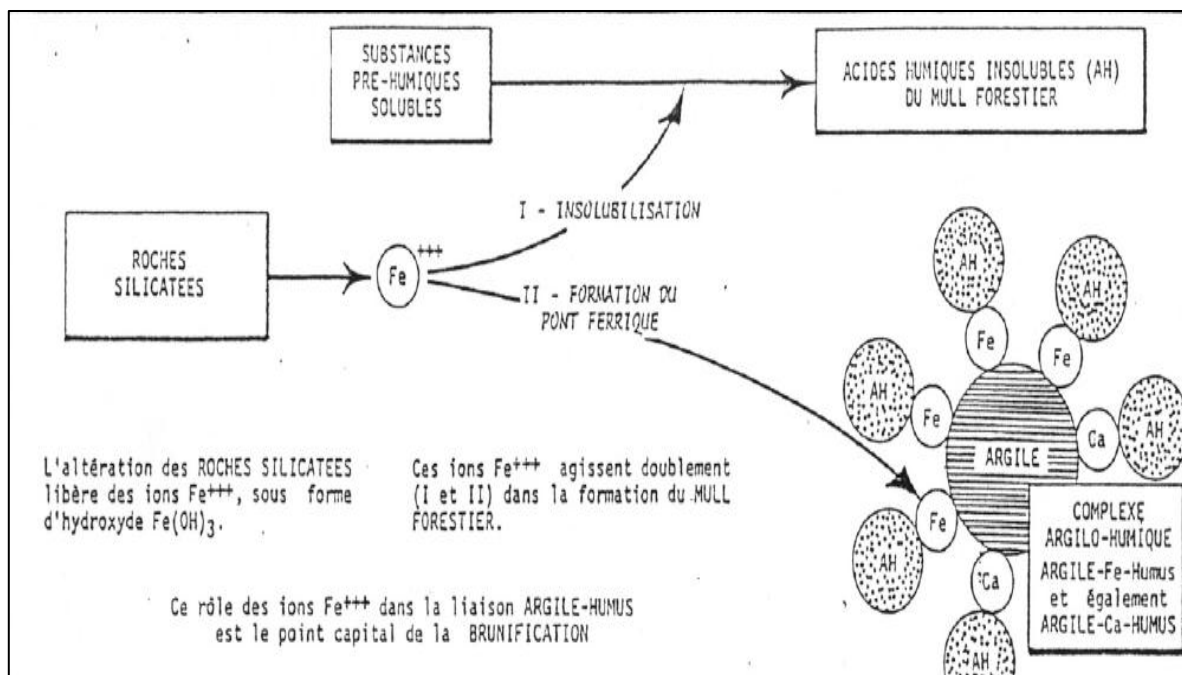 SUBSTANCES
PRE-HUMIQUES
SOLUBLES
ACIDES HUMIQUES INSOLUBLES (AH)
DU MULL FORESTIER
I - INSOLUBILISATION
ROCHES
SILICATEES
Fe+++
II - FORMATION DU
PONT FERRIQUE
AH
AH
Fe
Fe
AH
Fe
Ca
AH
ARGILE
Fe
AH
Ca
AH
COMPLEXE
ARGILO-HUMIQUE
ARGILE-Fe-Humus
et également
ARGILE-Ca-HUMUS
L'altération des ROCHES SILICATEES
libère des ions Fe+++, sous forme
d'hydroxyde Fe(OH)3.
Ces ions Fe+++ agissent doublement
(I et II) dans la formation du MULL
FORESTIER.
Ce rôle des ions Fe+++ dans la liaison ARGILE-HUMUS
est le point capital de la BRUNIFICATION